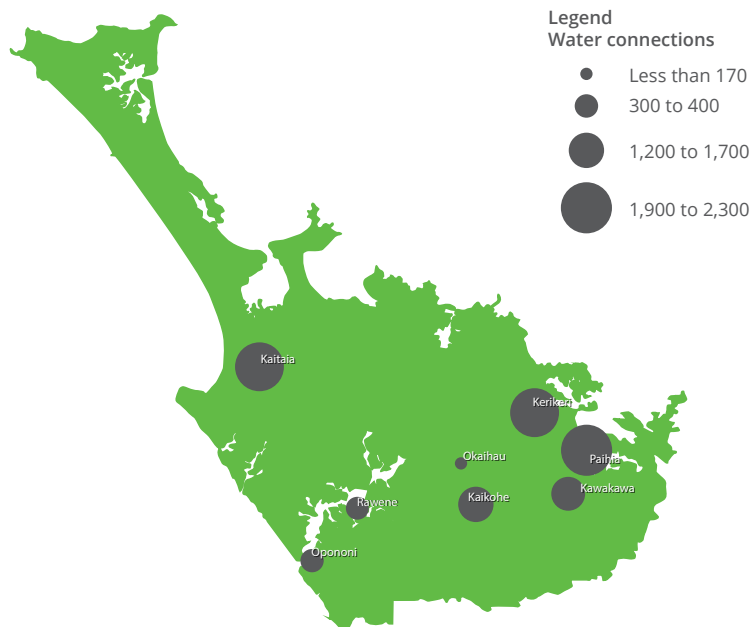 Legend
Water connections
Less than 170
300 to 400
1,200 to 1,700
1,900 to 2,300
Kaitaia
Kerikeri
Okaihau
Paihia
Kaikohe
Kawakawa
Rawene
Opononi